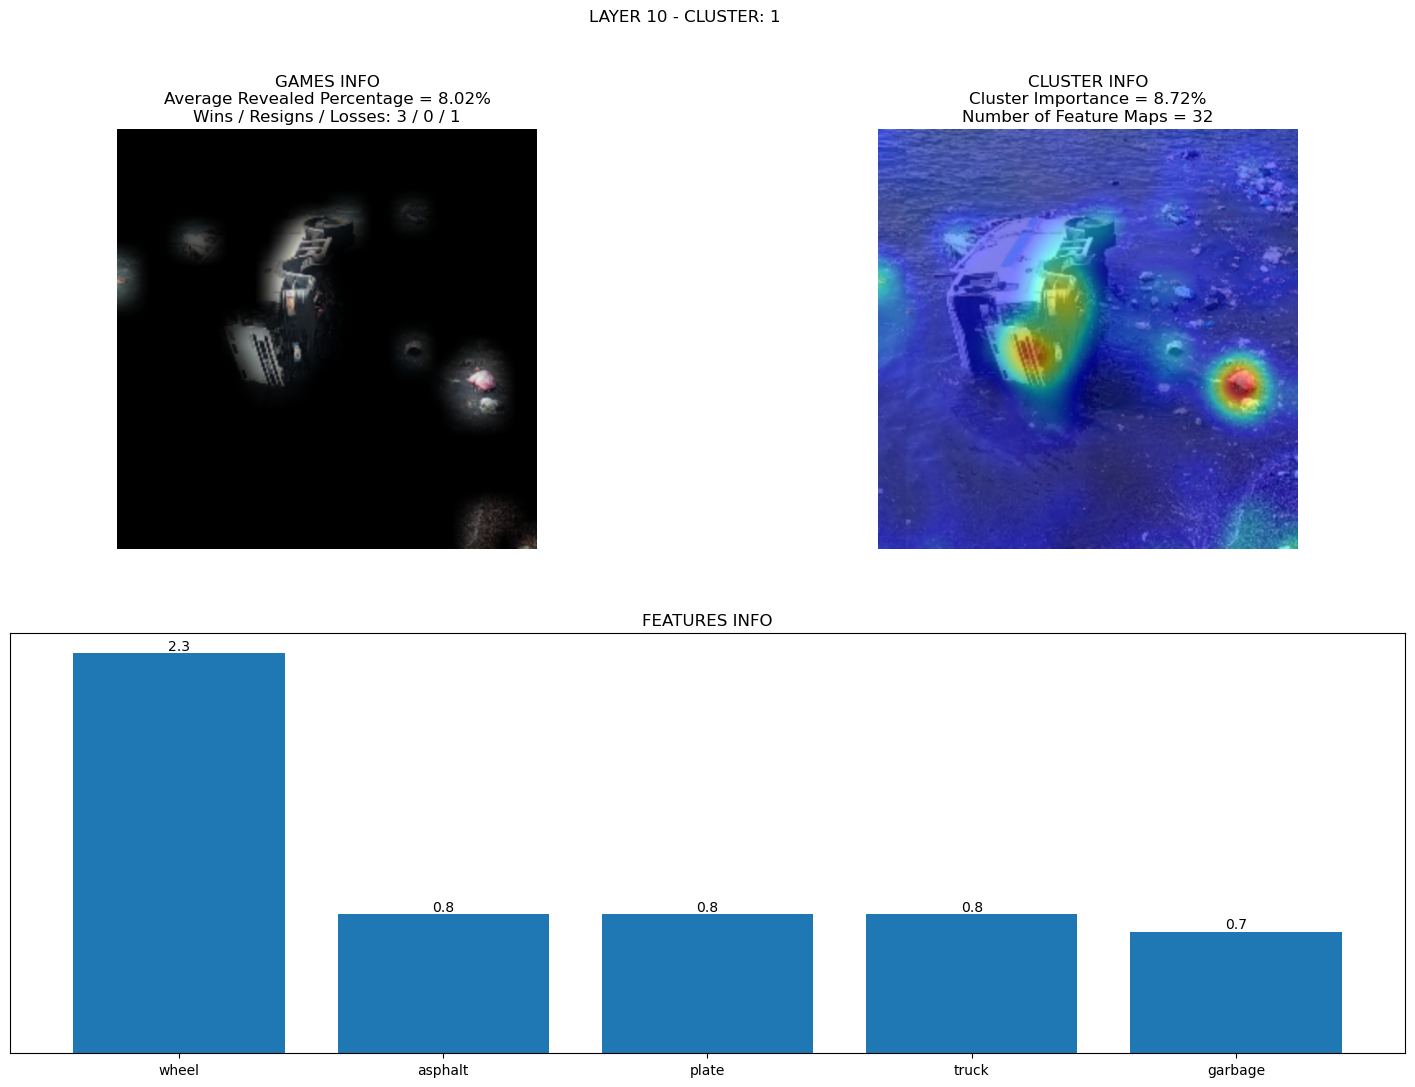 LAYER 10 - CLUSTER: 1
GAMES INFO
Average Revealed Percentage = 8.02%
Wins / Resigns / Losses: 3 / 0 / 1
CLUSTER INFO
Cluster Importance = 8.72%
Number of Feature Maps = 32
FEATURES INFO
2.3
0.8
0.8
0.8
0.7
wheel
asphalt
plate
truck
garbage